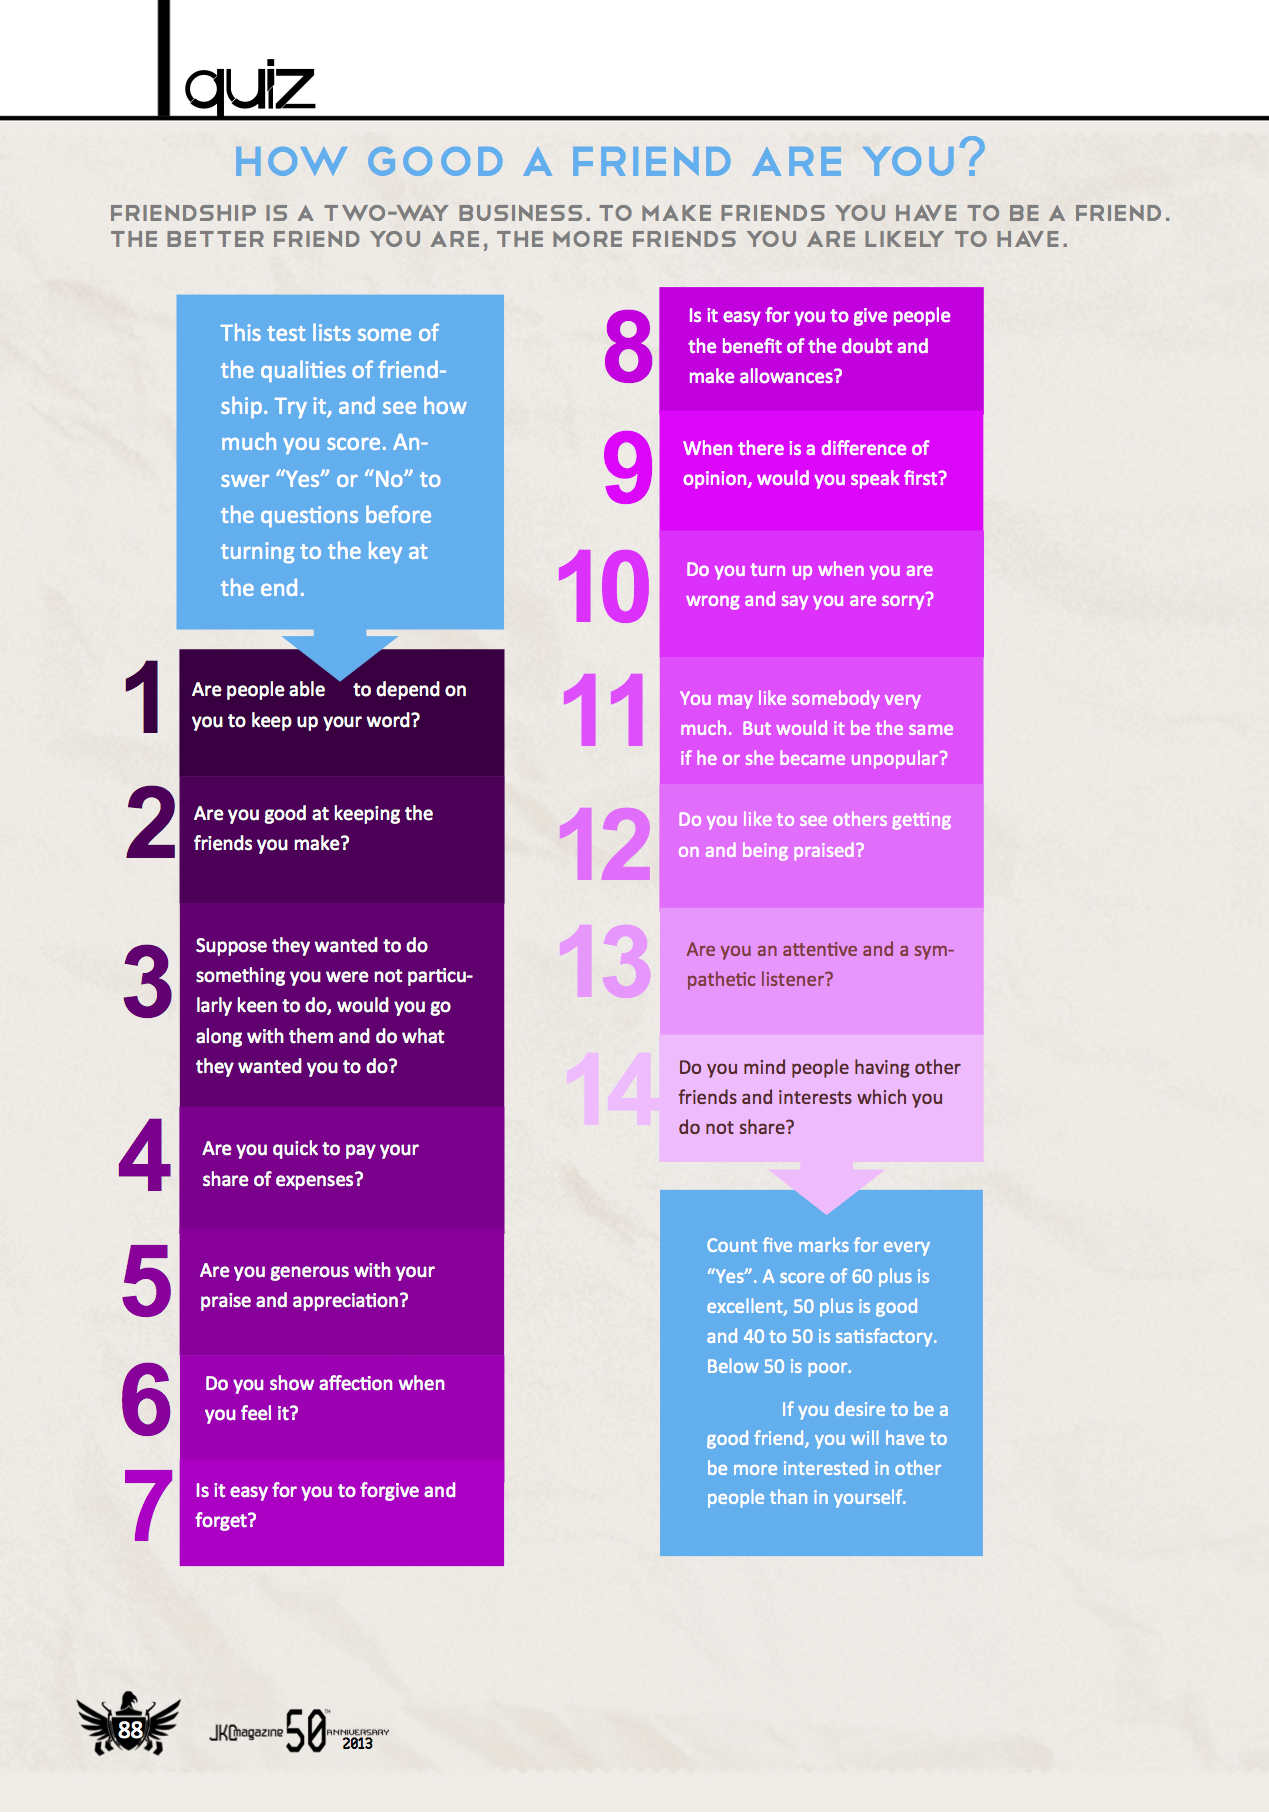 quiz
HOW GOOD A FRIEND ARE YOU?
FRIENDSHIP IS A TWO-WAY BUSINESS. TO MAKE FRIENDS YOU HAVE TO BE A FRIEND.
THE BETTER FRIEND YOU ARE, THE MORE FRIENDS YOU ARE LIKELY TO HAVE.
This test lists some of
the qualities of friend-
ship. Try it, and see how
much you score. An-
swer “Yes” or “No” to
the questions before
turning to the key at
the end.
1
Are people able to depend on
you to keep up your word?
2
Are you good at keeping the
friends you make?
3
Suppose they wanted to do
something you were not particu-
larly keen to do, would you go
along with them and do what
they wanted you to do?
4
Are you quick to pay your
share of expenses?
5
Are you generous with your
praise and appreciation?
6
Do you show affection when
you feel it?
7
Is it easy for you to forgive and
forget?
8
Is it easy for you to give people
the benefit of the doubt and
make allowances?
9
When there is a difference of
opinion, would you speak first?
10
Do you turn up when you are
wrong and say you are sorry?
11
You may like somebody very
much.  But would it be the same
if he or she became unpopular?
12
Do you like to see others getting
on and being praised?
13
Are you an attentive and a sym-
pathetic listener?
14
Do you mind people having other
friends and interests which you
do not share?
Count five marks for every
“Yes”. A score of 60 plus is
excellent, 50 plus is good
and 40 to 50 is satisfactory.
Below 50 is poor.
If you desire to be a
good friend, you will have to
be more interested in other
people than in yourself.
88
JKCmagazine 50TH ANNIVERSARY
2013